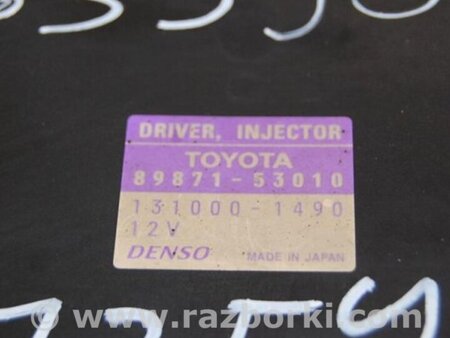 DRIVER, INJECTOR
TOYOTA
89871-53010
131000-1490
12V
DENSO MADE IN JAPAN
© www.razborki.com